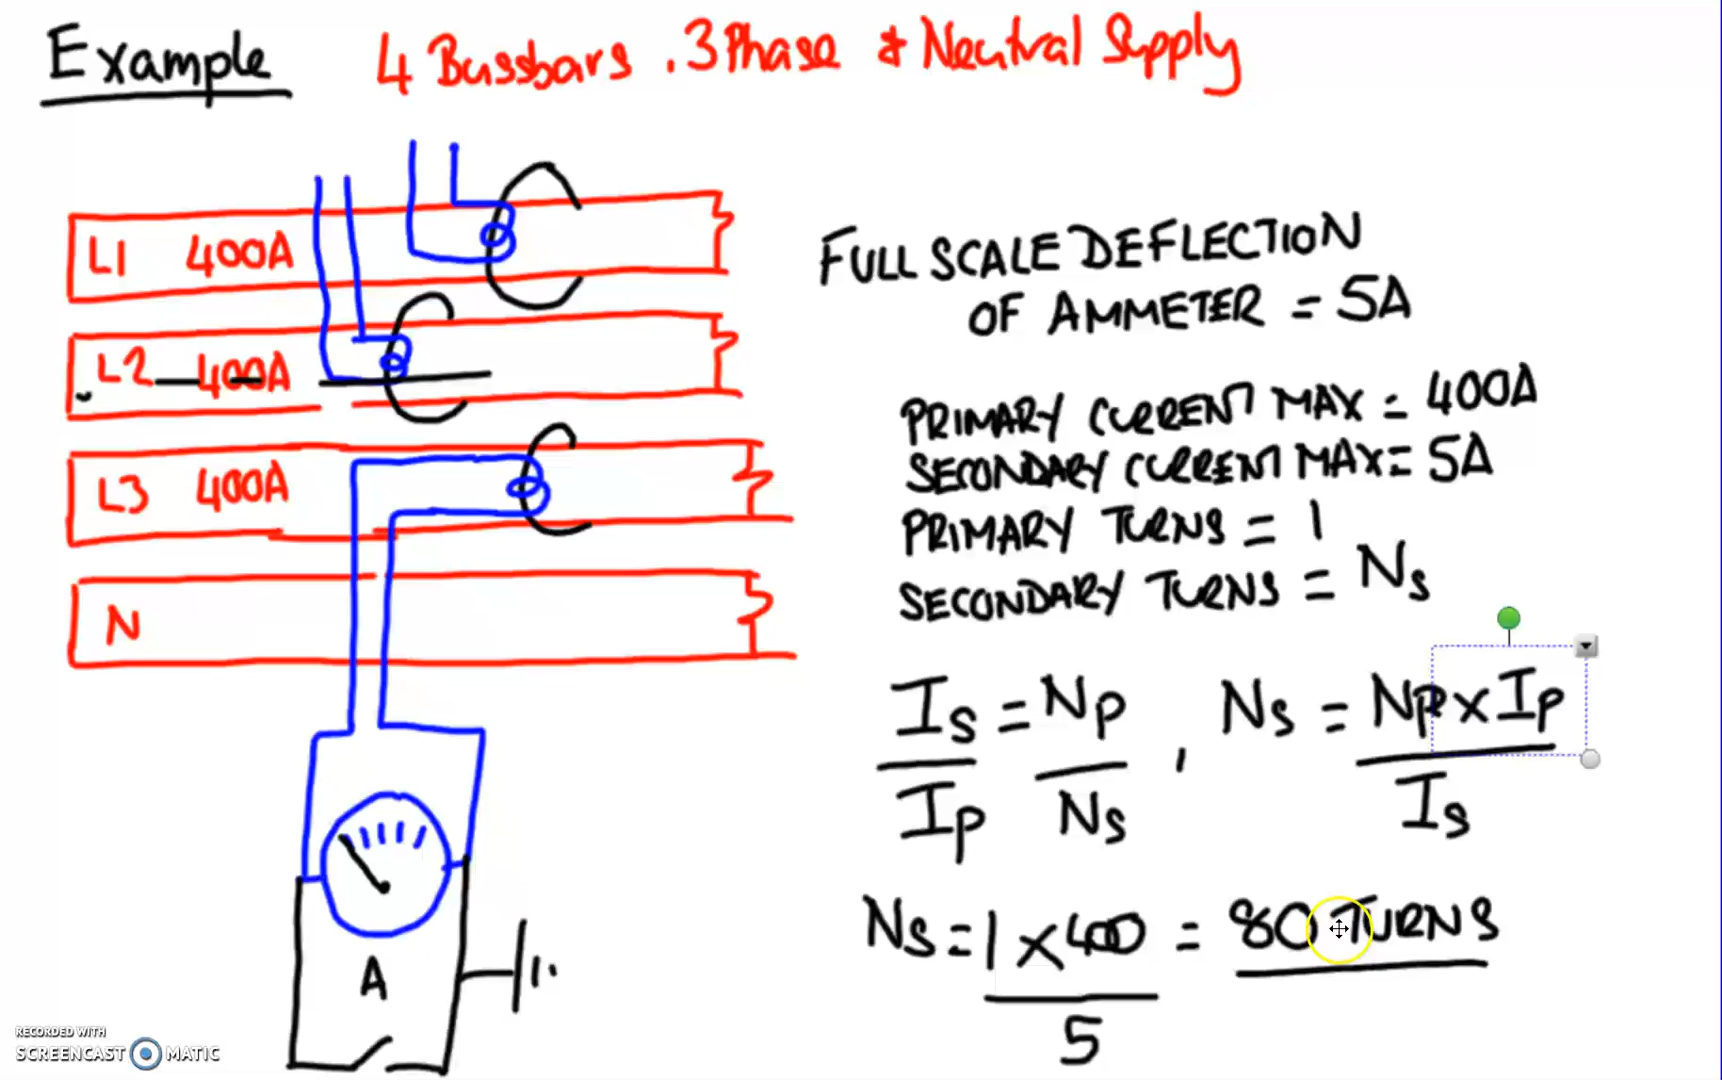 Example 4 Bussbars . 3 Phase & Neutral Supply
L1 400A
L2 400A
L3 400A
N
A
FULL SCALE DEFLECTION
OF AMMETER = 5A
PRIMARY CURRENT MAX = 400A
SECONDARY CURRENT MAX = 5A
PRIMARY TURNS = 1
SECONDARY TURNS = Ns
Is = Np , Ns = Np x Ip
Ip Ns Is
Ns = 1 x 400 = 80 TURNS
5
RECORDED WITH
SCREENCAST MATIC